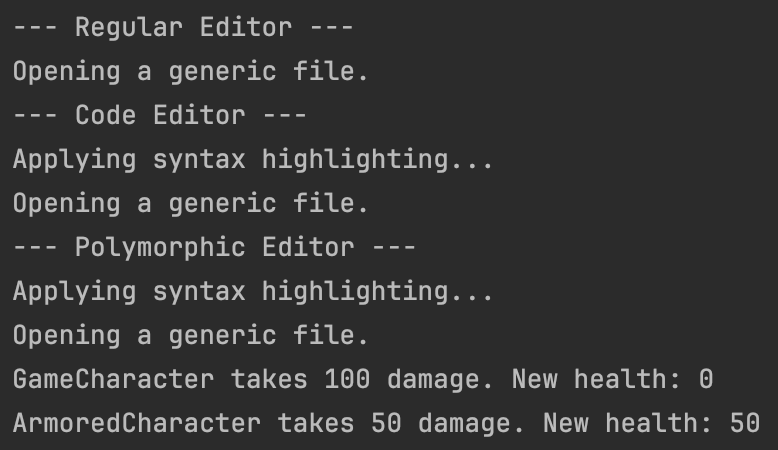 --- Regular Editor ---
Opening a generic file.
--- Code Editor ---
Applying syntax highlighting...
Opening a generic file.
--- Polymorphic Editor ---
Applying syntax highlighting...
Opening a generic file.
GameCharacter takes 100 damage. New health: 0
ArmoredCharacter takes 50 damage. New health: 50